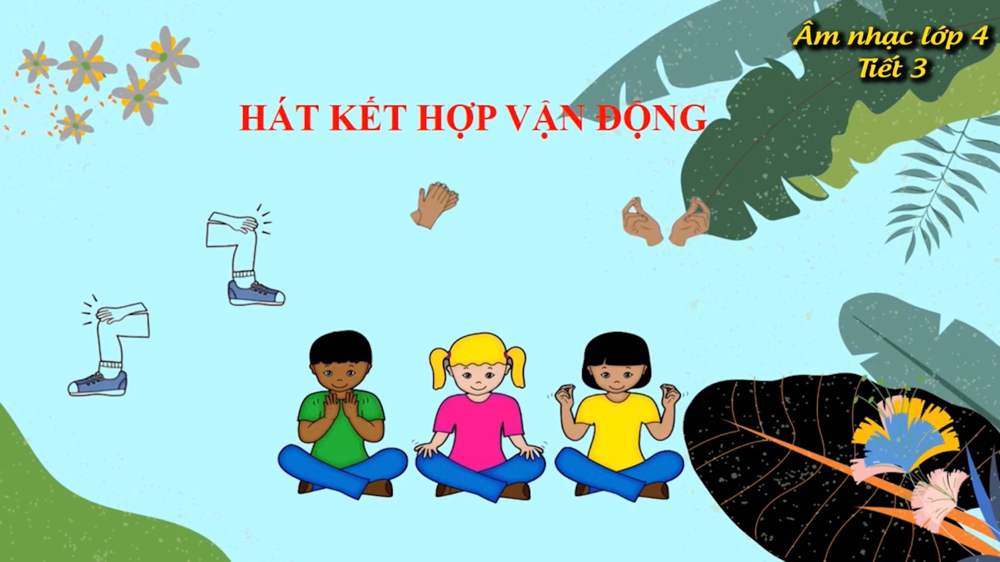 Âm nhạc lớp 4
Tiết 3
HÁT KẾT HỢP VẬN ĐỘNG